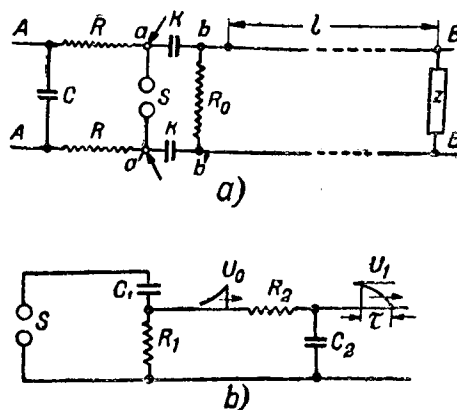 A R a K b l B
C S R₀ z
A R a' K b' B
a)
S C₁ R₁ U₀ R₂ C₂ U₁ τ
b)